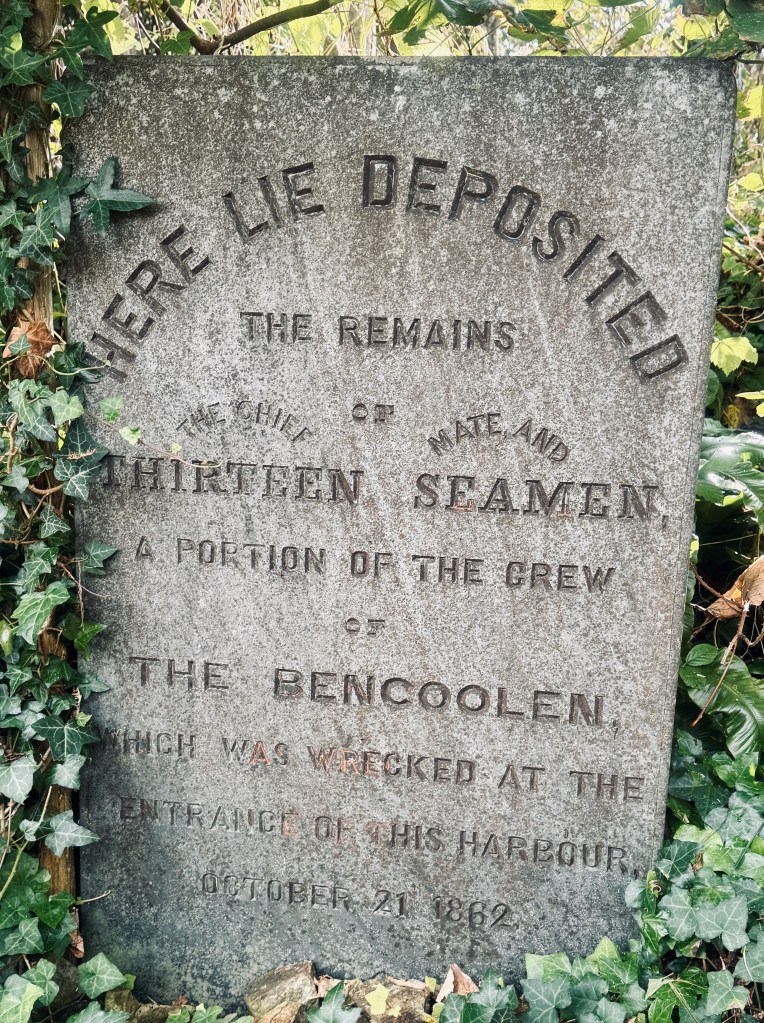 HERE LIE DEPOSITED
THE REMAINS
OF
THE CHIEF MATE, AND
THIRTEEN SEAMEN,
A PORTION OF THE CREW
OF
THE BENCOOLEN,
WHICH WAS WRECKED AT THE
ENTRANCE OF THIS HARBOUR,
OCTOBER 21 1862.